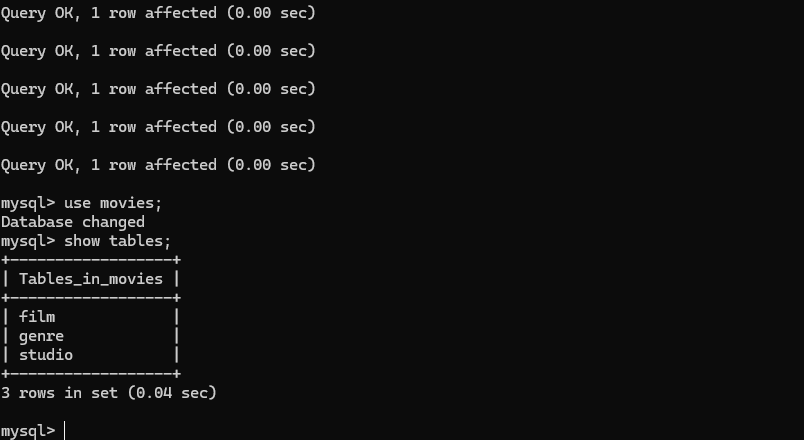 Query OK, 1 row affected (0.00 sec)
Query OK, 1 row affected (0.00 sec)
Query OK, 1 row affected (0.00 sec)
Query OK, 1 row affected (0.00 sec)
Query OK, 1 row affected (0.00 sec)
mysql> use movies;
Database changed
mysql> show tables;
+------------------+
| Tables_in_movies |
+------------------+
| film             |
| genre            |
| studio           |
+------------------+
3 rows in set (0.04 sec)
mysql>